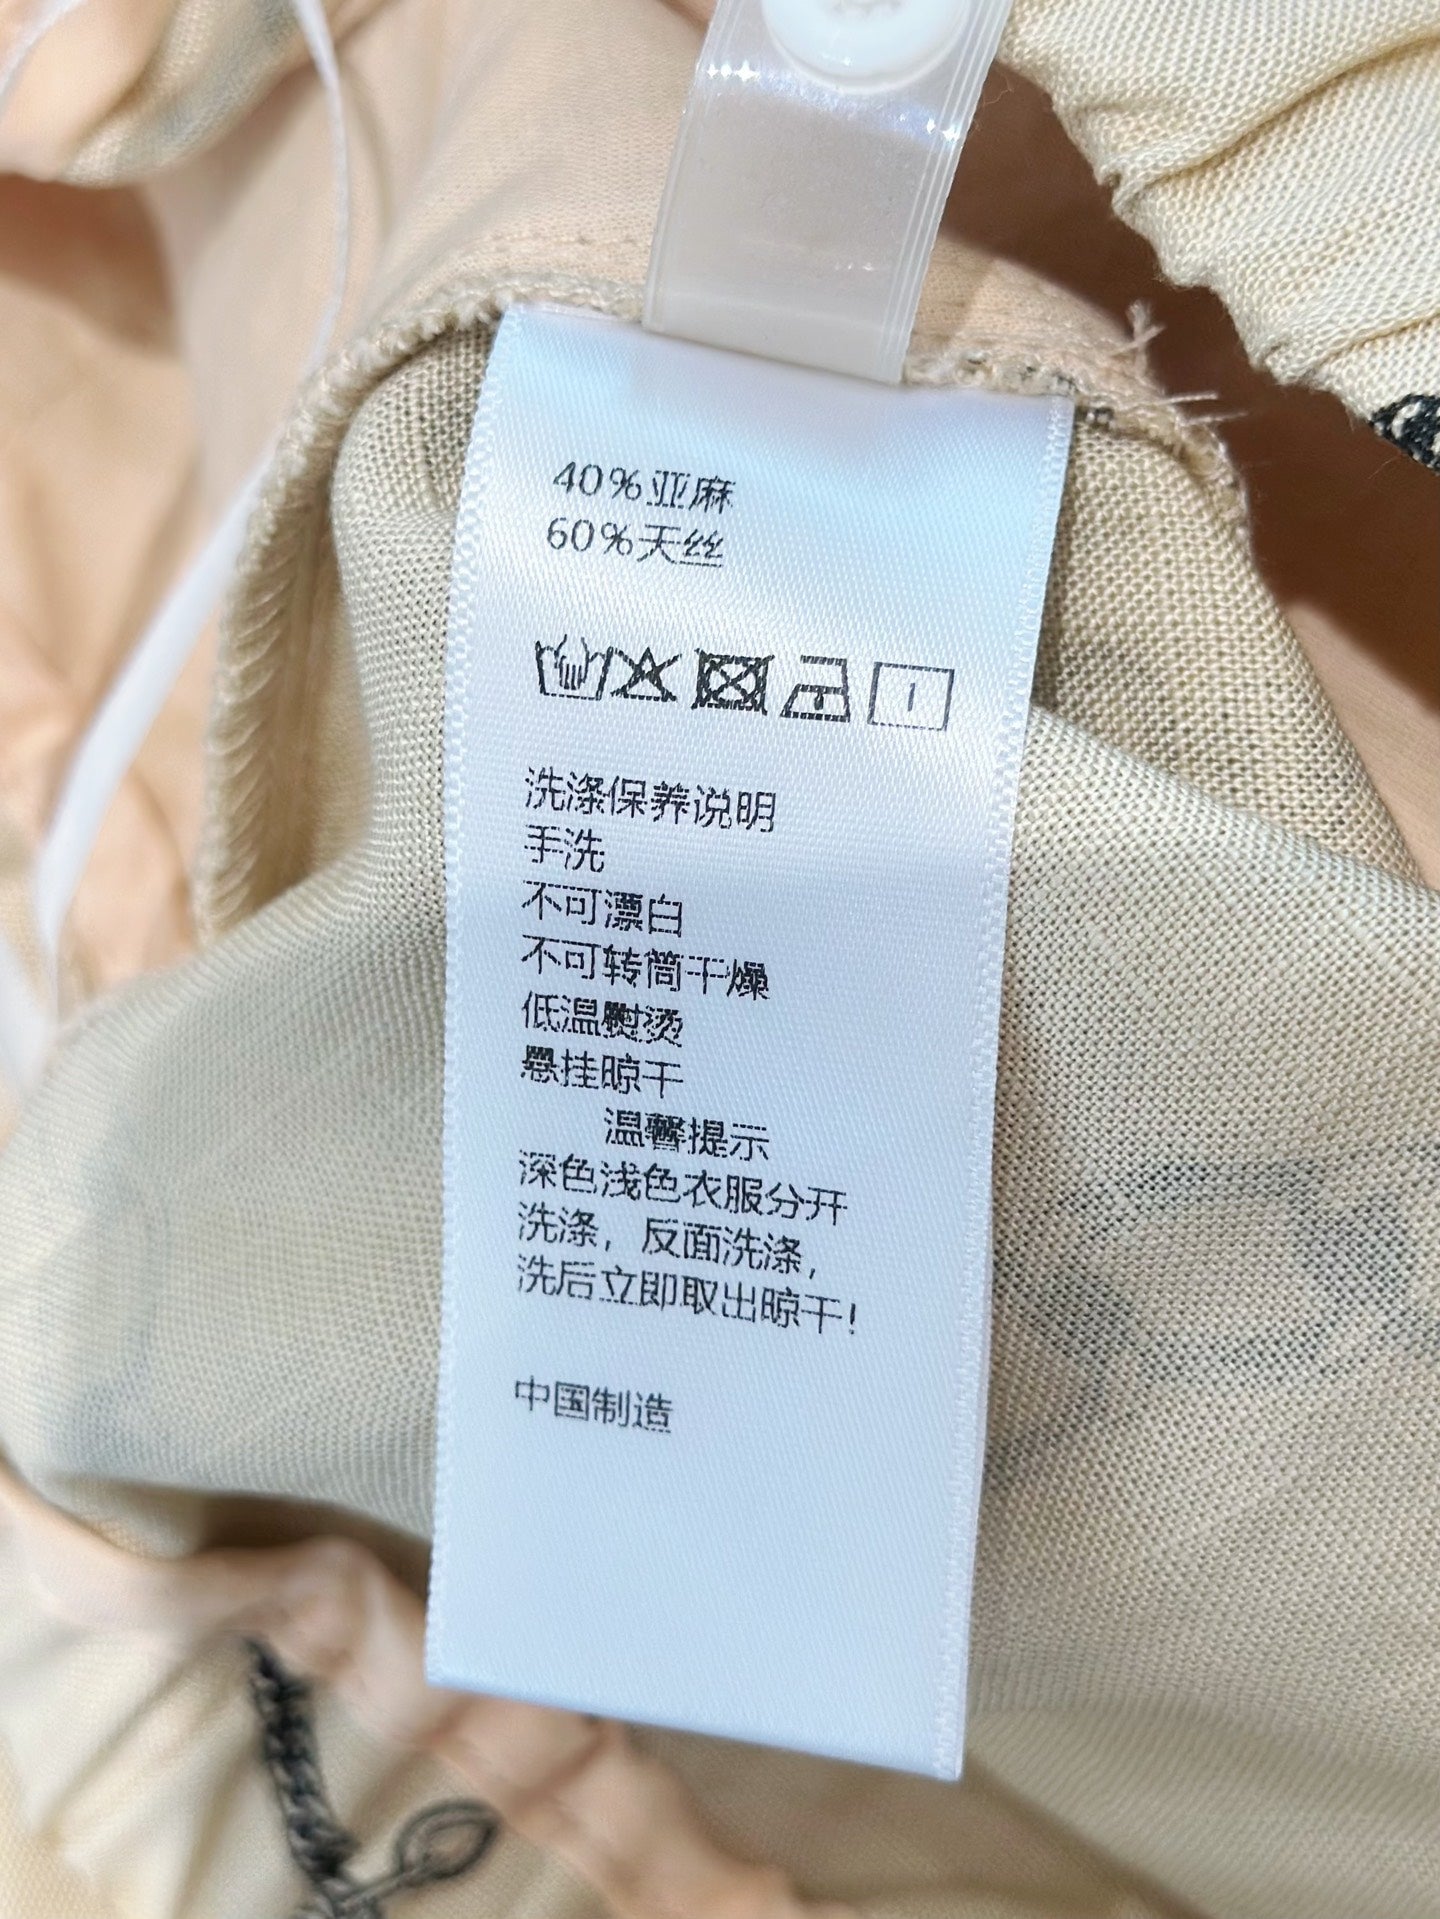 40%亚麻
60%天丝
洗涤保养说明
手洗
不可漂白
不可转筒干燥
低温熨烫
悬挂晾干
温馨提示
深色浅色衣服分开
洗涤，反面洗涤，
洗后立即取出晾干!
中国制造